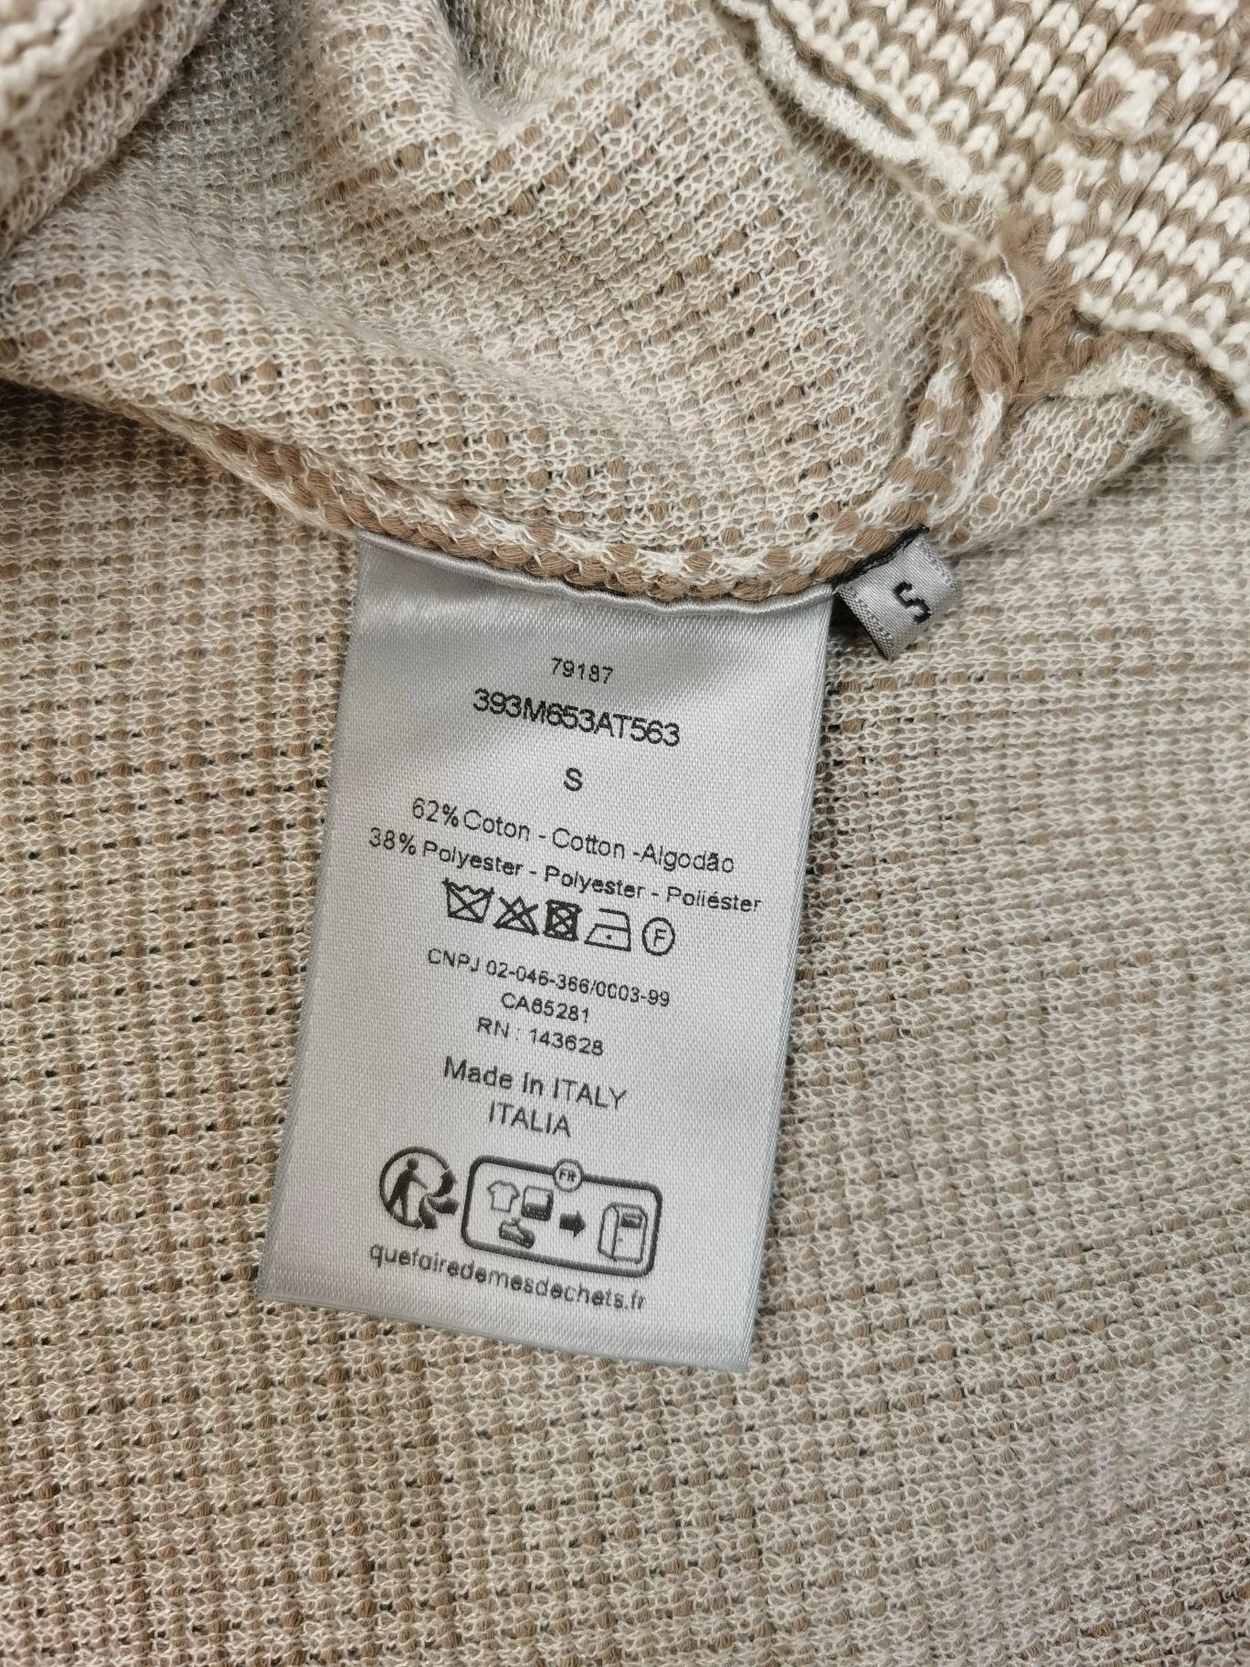 S
79187
393M653AT563
S
62% Coton - Cotton -Algodão
38% Polyester - Polyester - Poliéster
F
CNPJ 02-046-366/0003-99
CA65281
RN : 143628
Made In ITALY
ITALIA
FR
quefairedemesdechets.fr